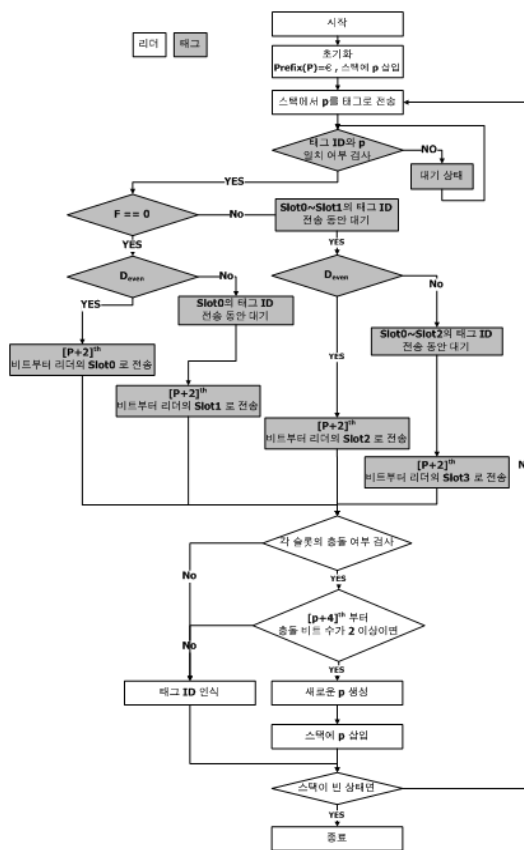 시작
리더
태그
초기화
Prefix(P)=€ , 스택에 p 삽입
스택에서 p를 태그로 전송
태그 ID와 p
일치 여부 검사
NO
대기 상태
YES
F == 0
No
Slot0~Slot1의 태그 ID
전송 동안 대기
YES
YES
D_even
No
Slot0의 태그 ID
전송 동안 대기
YES
D_even
No
Slot0~Slot2의 태그 ID
전송 동안 대기
YES
[P+2]^th
비트부터 리더의 Slot0 로 전송
[P+2]^th
비트부터 리더의 Slot1 로 전송
[P+2]^th
비트부터 리더의 Slot2 로 전송
[P+2]^th
비트부터 리더의 Slot3 로 전송
N
각 슬롯의 충돌 여부 검사
No
YES
[p+4]^th 부터
충돌 비트 수가 2 이상이면
No
YES
태그 ID 인식
새로운 p 생성
스택에 p 삽입
스택이 빈 상태면
YES
종료